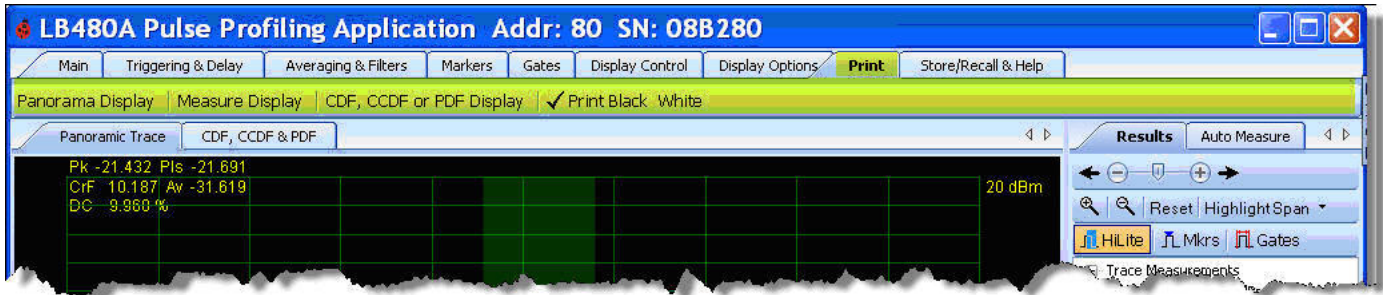 LB480A Pulse Profiling Application Addr: 80 SN: 08B280
Main Triggering & Delay Averaging & Filters Markers Gates Display Control Display Options Print Store/Recall & Help
Panorama Display Measure Display CDF, CCDF or PDF Display Print Black White
Panoramic Trace CDF, CCDF & PDF
Results Auto Measure
Pk -21.432 Pls -21.691
CrF 10.187 Av -31.619
DC 9.960 %
20 dBm
Reset HighlightSpan
HiLite Mkrs Gates
Trace Measurements